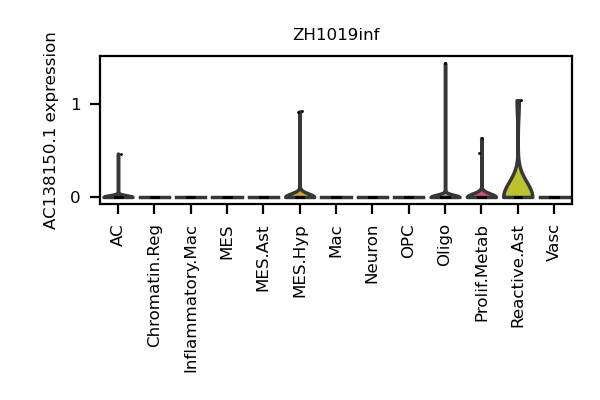 ZH1019inf
AC138150.1 expression
1
0
AC
Chromatin.Reg
Inflammatory.Mac
MES
MES.Ast
MES.Hyp
Mac
Neuron
OPC
Oligo
Prolif.Metab
Reactive.Ast
Vasc